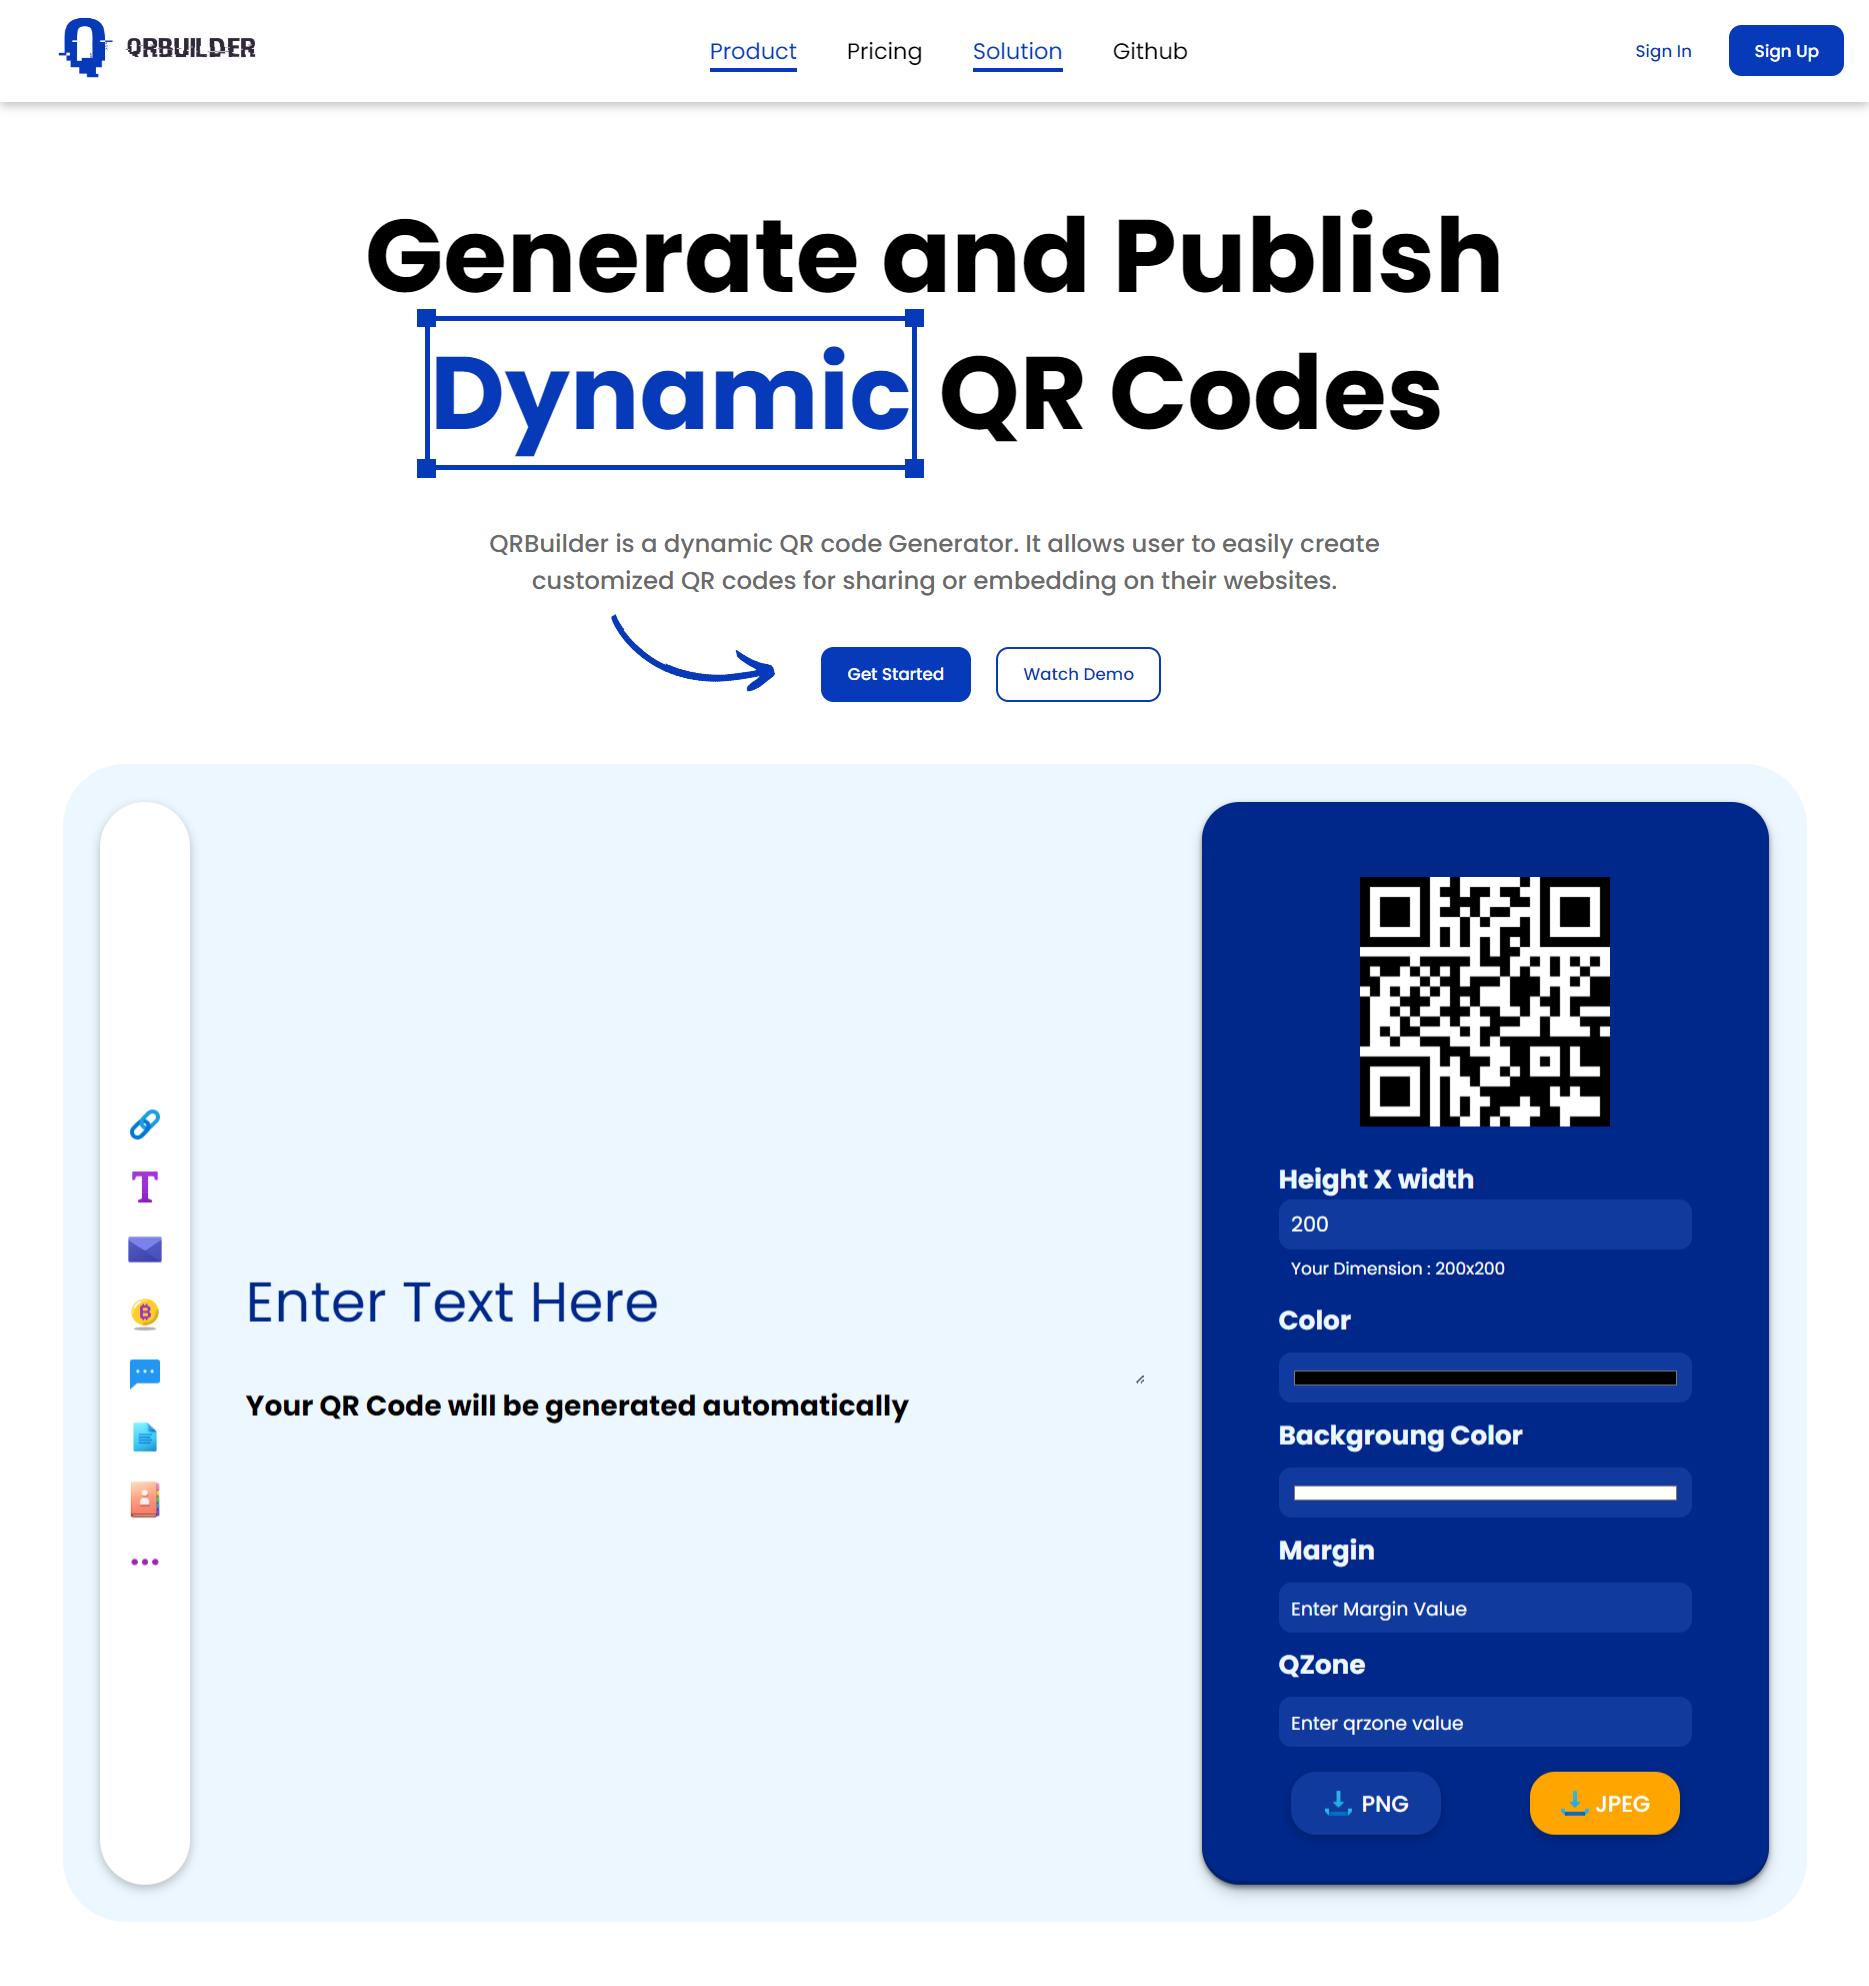 QRBUILDER
Product Pricing Solution Github
Sign In Sign Up
Generate and Publish
Dynamic QR Codes
QRBuilder is a dynamic QR code Generator. It allows user to easily create
customized QR codes for sharing or embedding on their websites.
Get Started Watch Demo
Enter Text Here
Your QR Code will be generated automatically
Height X width
200
Your Dimension : 200x200
Color
Backgroung Color
Margin
Enter Margin Value
QZone
Enter qrzone value
PNG JPEG